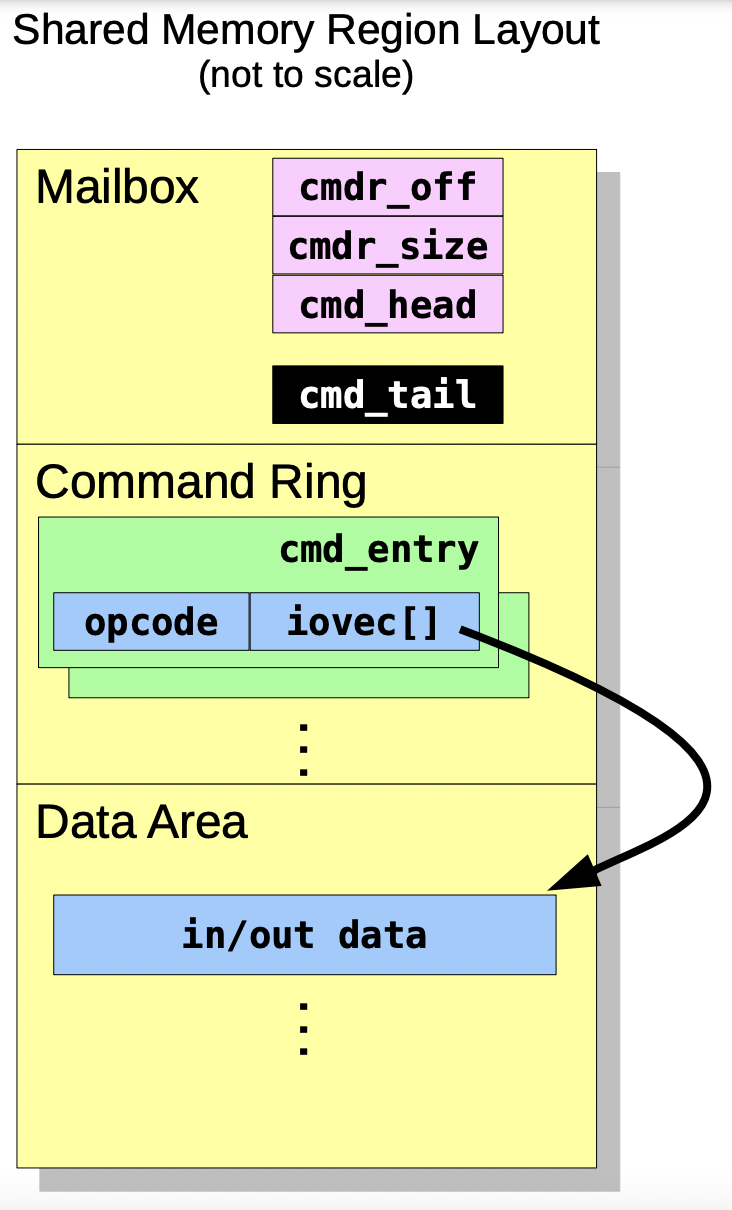 Shared Memory Region Layout
(not to scale)
Mailbox
cmdr_off
cmdr_size
cmd_head
cmd_tail
Command Ring
cmd_entry
opcode
iovec[]
Data Area
in/out data